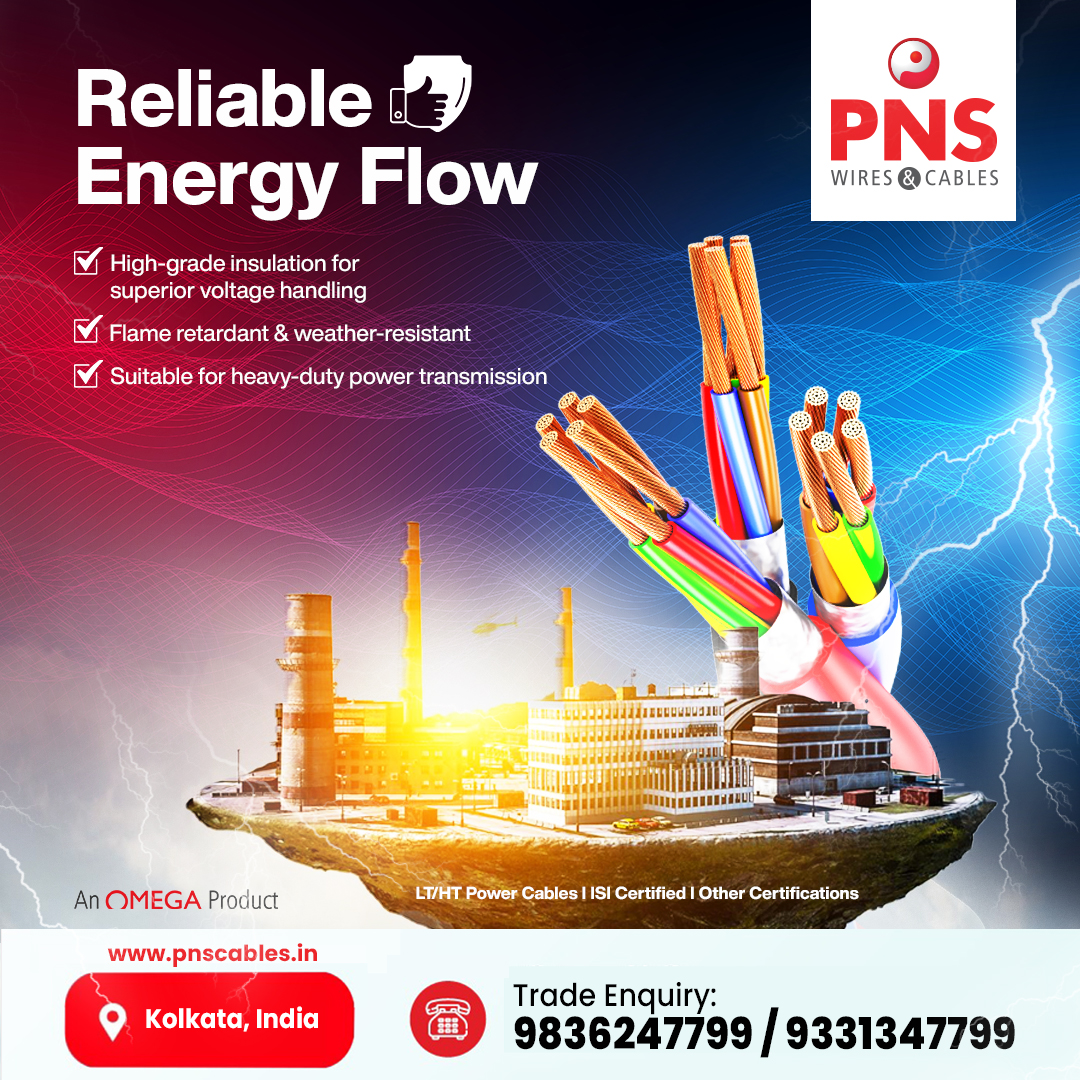 Reliable
Energy Flow
PNS
WIRES & CABLES
High-grade insulation for
superior voltage handling
Flame retardant & weather-resistant
Suitable for heavy-duty power transmission
An OMEGA Product
LT/HT Power Cables I ISI Certified I Other Certifications
www.pnscables.in
Kolkata, India
Trade Enquiry:
9836247799 / 9331347799